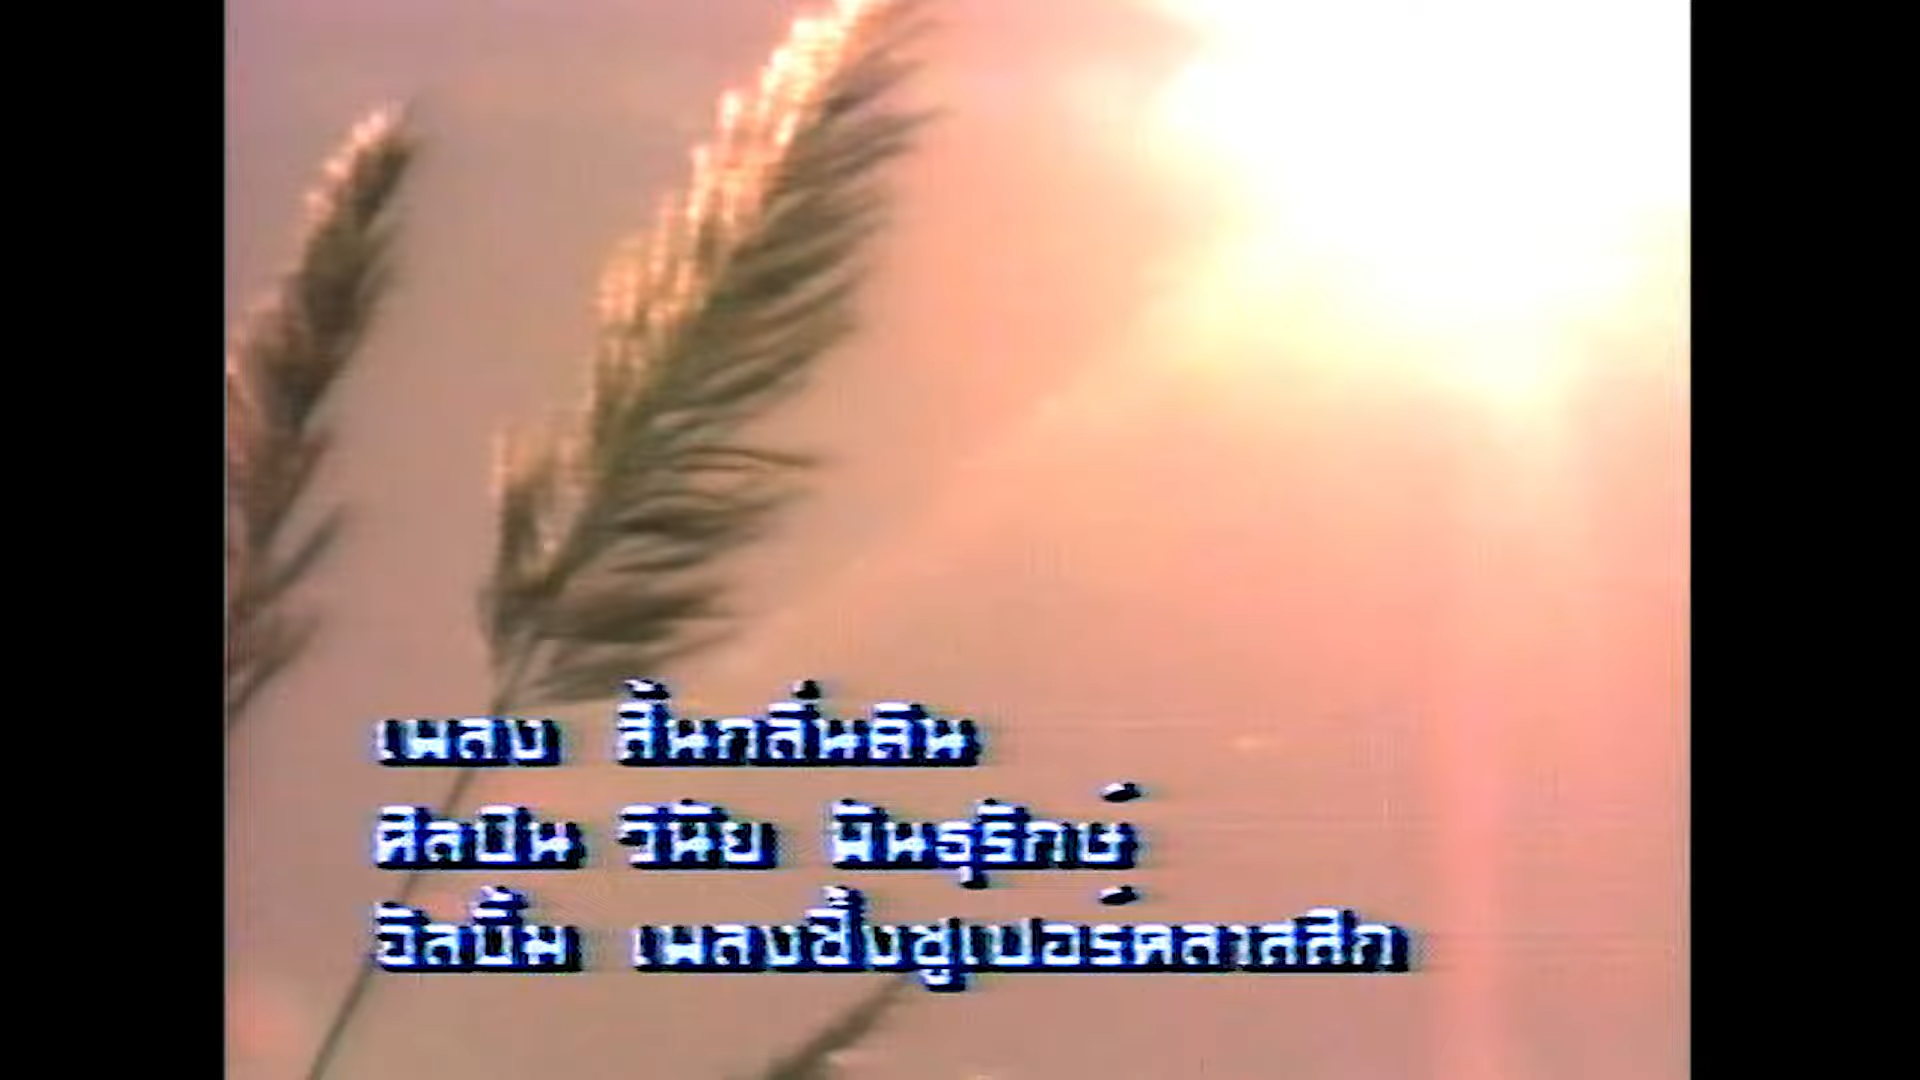 เพลง สิ้นกลิ่นดิน
ศิลปิน วินัย พันธุรักษ์
อัลบั้ม เพลงซึ้งซูเปอร์คลาสสิก